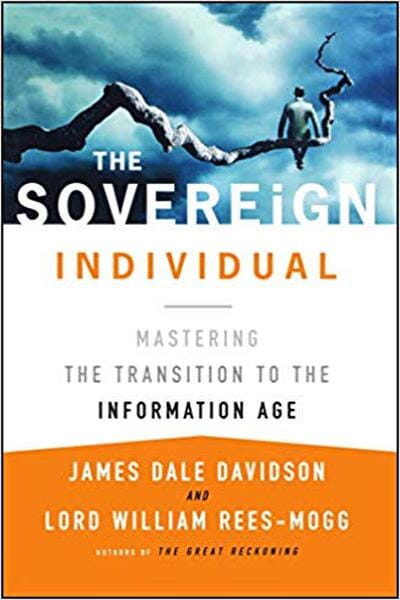 THE
SOVEREiGN
INDIVIDUAL
MASTERING
THE TRANSITION TO THE
INFORMATION AGE
JAMES DALE DAVIDSON
AND
LORD WILLIAM REES-MOGG
AUTHORS OF THE GREAT RECKONING